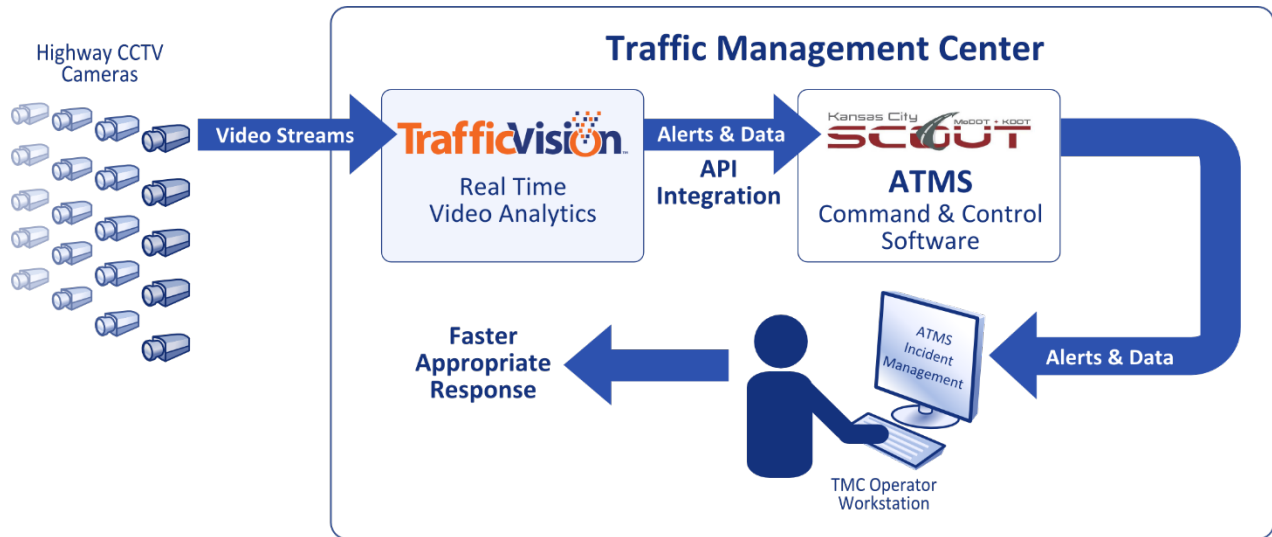 Highway CCTV
Cameras
Traffic Management Center
Video Streams
TrafficVision™
Real Time
Video Analytics
Alerts & Data
API
Integration
Kansas City
MoDOT + KDOT
SCOUT
ATMS
Command & Control
Software
Faster
Appropriate
Response
ATMS
Incident
Management
Alerts & Data
TMC Operator
Workstation